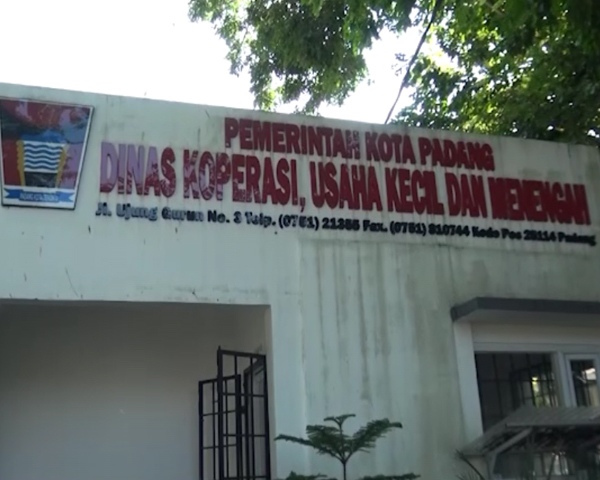 PEMERINTAH KOTA PADANG
DINAS KOPERASI, USAHA KECIL DAN MENENGAH
Jl. Ujung Gurun No. 3 Telp. (0751) 21355 Fax. (0751) 810744 Kode Pos 25114 Padang